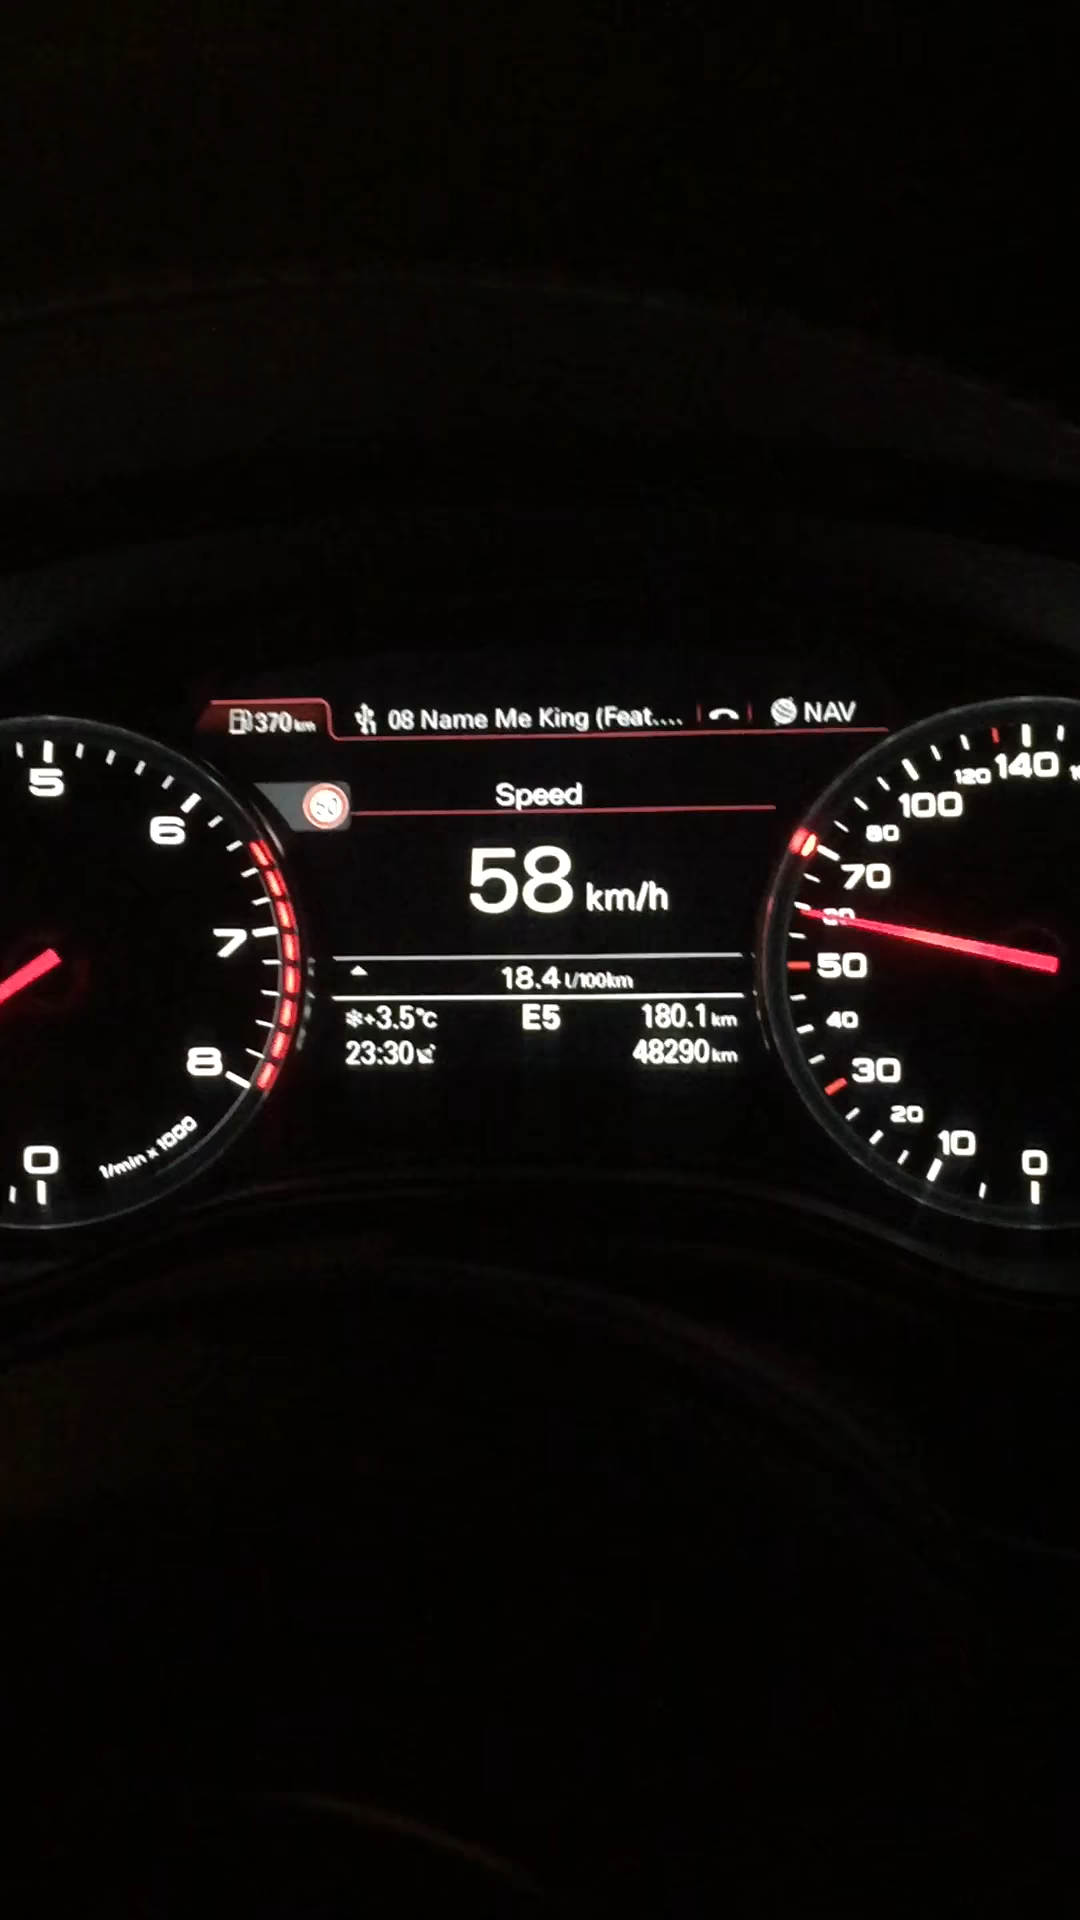 370 km
08 Name Me King (Feat....
NAV
Speed
58 km/h
18.4 l/100km
+3.5°C
E5
180.1 km
23:30
48290 km
5
6
7
8
0
1/min x 1000
140
120
100
80
70
50
40
30
20
10
0